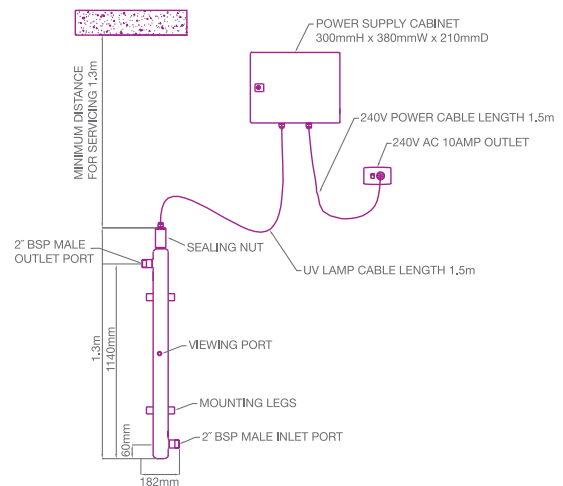 POWER SUPPLY CABINET
300mmH x 380mmW x 210mmD
MINIMUM DISTANCE
FOR SERVICING 1.3m
240V POWER CABLE LENGTH 1.5m
240V AC 10AMP OUTLET
2" BSP MALE
OUTLET PORT
SEALING NUT
UV LAMP CABLE LENGTH 1.5m
1.3m
1140mm
VIEWING PORT
MOUNTING LEGS
2" BSP MALE INLET PORT
60mm
182mm